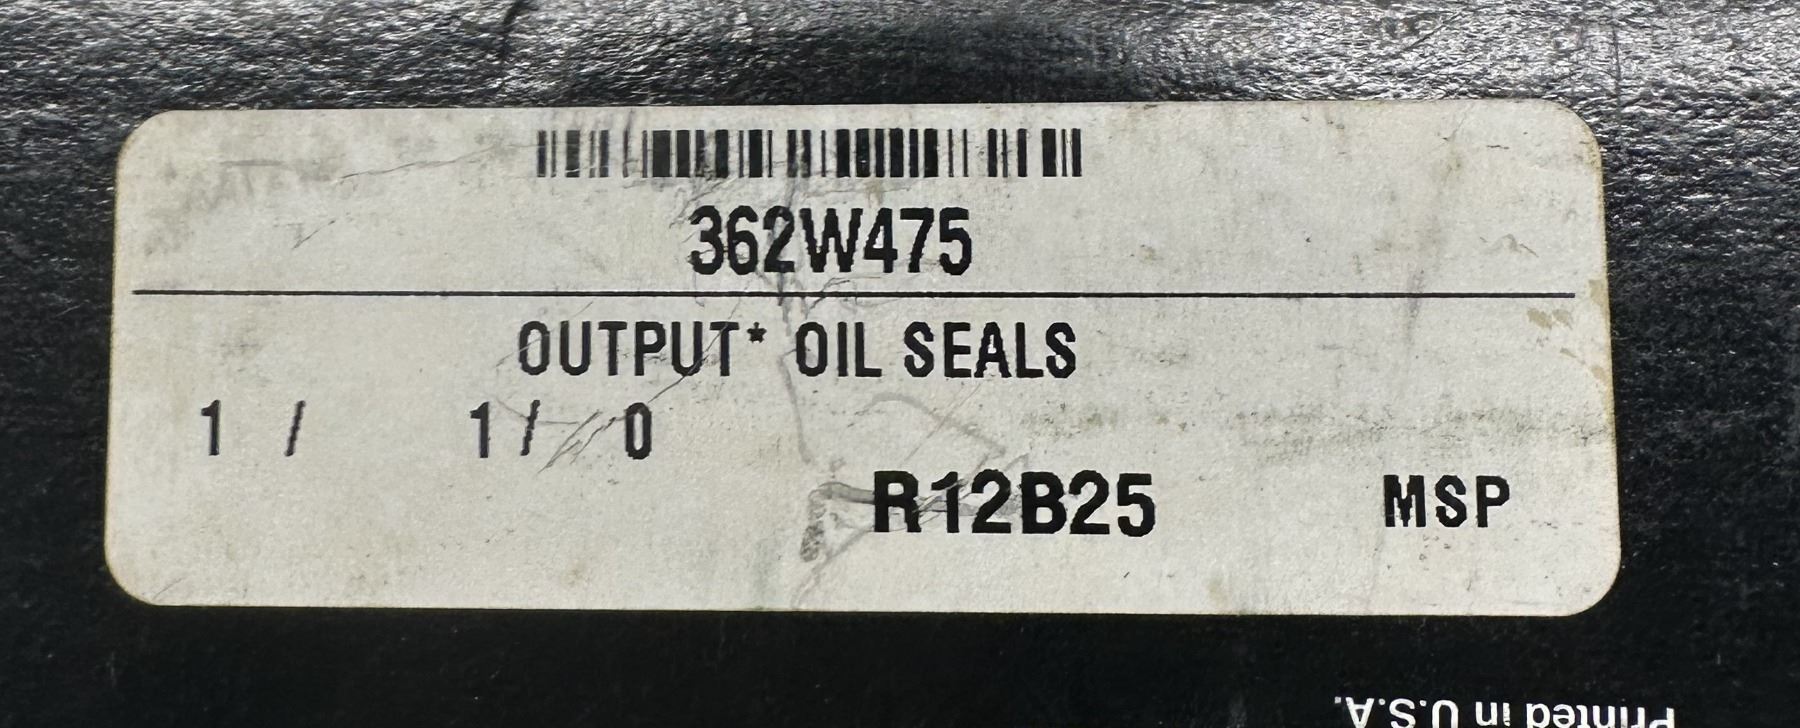 362W475
OUTPUT* OIL SEALS
1 / 1 / 0
R12B25 MSP
Printed in U.S.A.